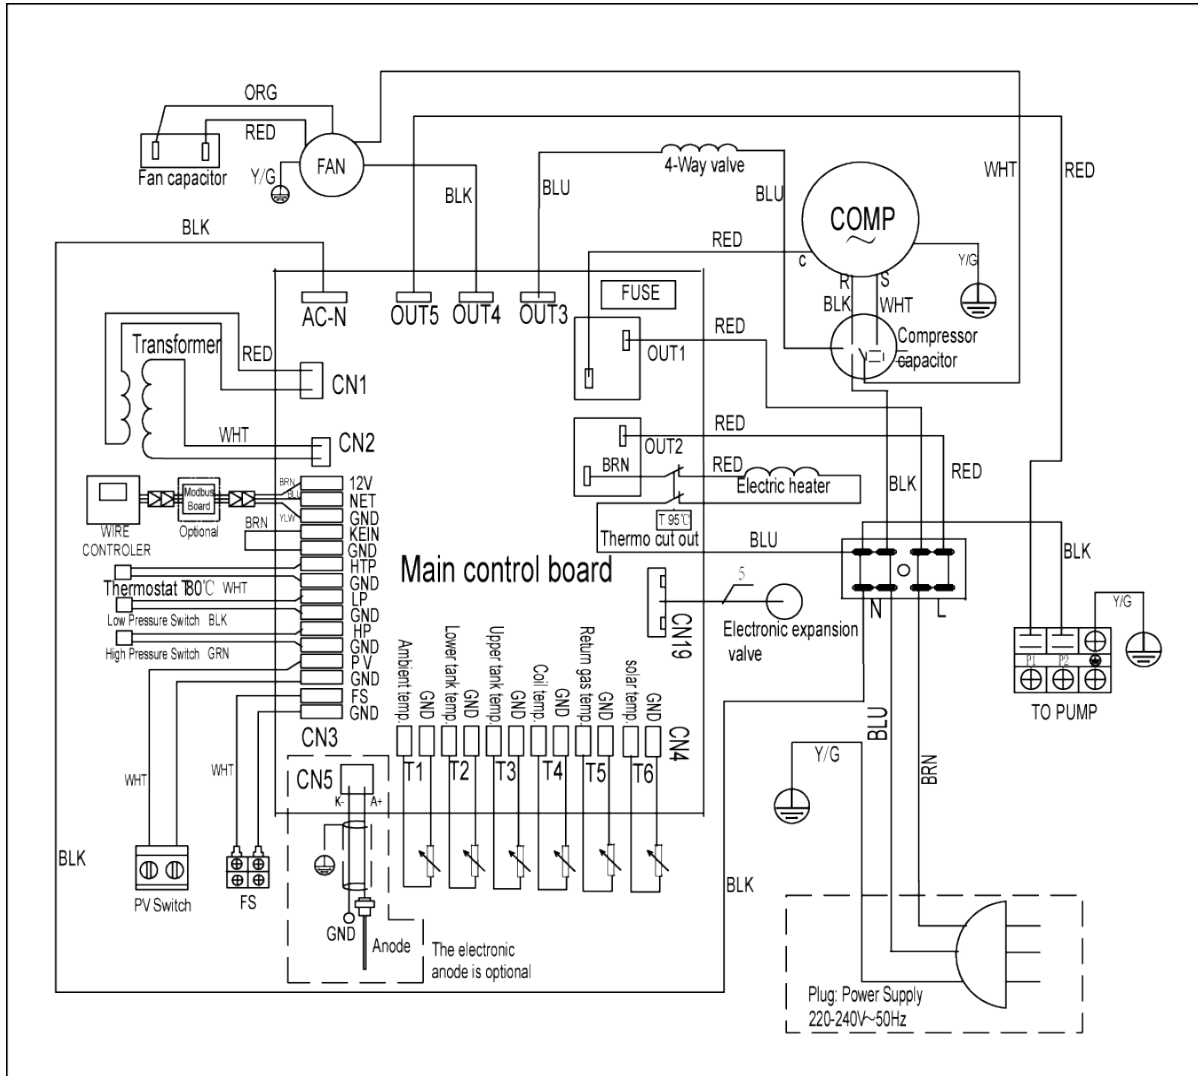 ORG
RED
Fan capacitor
FAN
Y/G
BLK
BLK
BLU
4-Way valve
BLU
COMP
WHT
RED
RED
C
R
S
BLK
WHT
Y/G
Compressor
capacitor
AC-N
OUT5
OUT4
OUT3
FUSE
OUT1
RED
Transformer
RED
CN1
WHT
CN2
OUT2
RED
BRN
RED
Electric heater
BLK
RED
T 95℃
Thermo cut out
BLU
BLK
WIRE
CONTROLER
Modbus
Board
Optional
BRN
BLU
YLW
BRN
12V
NET
GND
KEIN
GND
HTP
GND
LP
GND
HP
GND
PV
GND
FS
GND
CN3
Thermostat T80℃ WHT
Low Pressure Switch BLK
High Pressure Switch GRN
Main control board
CN19
5
Electronic expansion
valve
N
L
Y/G
P1
P2
TO PUMP
Ambient temp.
GND
Lower tank temp.
GND
Upper tank temp.
GND
Coil temp.
GND
Return gas temp.
GND
solar temp.
GND
CN4
T1
T2
T3
T4
T5
T6
CN5
K-
A+
GND
Anode
The electronic
anode is optional
WHT
WHT
PV Switch
FS
BLK
BLK
BLU
BRN
Y/G
Plug: Power Supply
220-240V~50Hz